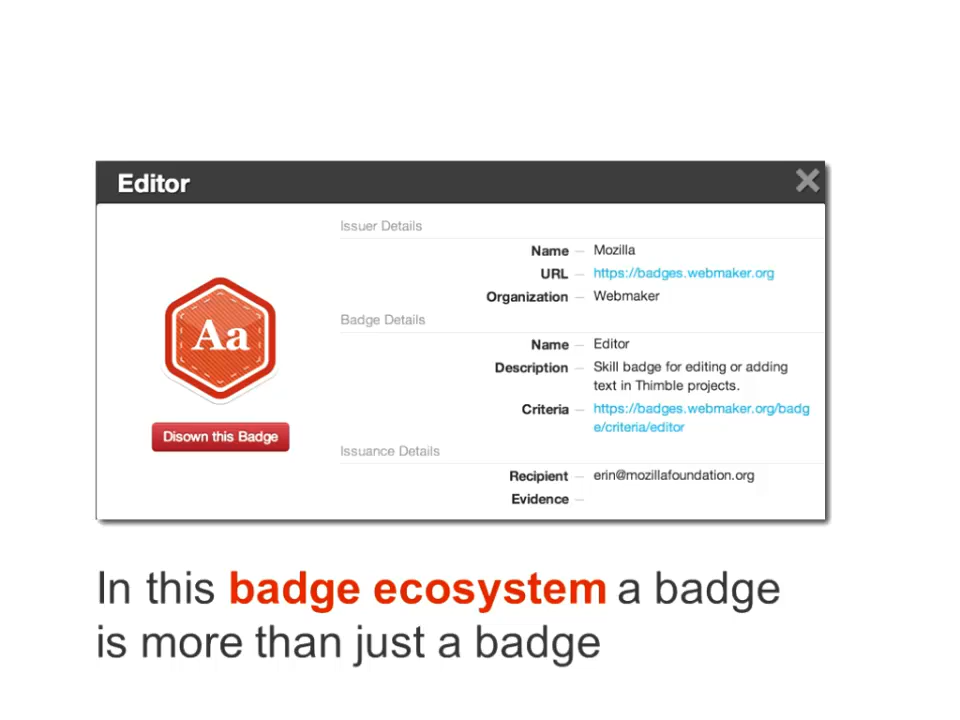 Editor
Issuer Details
Name – Mozilla
URL – https://badges.webmaker.org
Organization – Webmaker
Badge Details
Name – Editor
Description – Skill badge for editing or adding
text in Thimble projects.
Criteria – https://badges.webmaker.org/badg
e/criteria/editor
Issuance Details
Recipient – erin@mozillafoundation.org
Evidence –
Aa
Disown this Badge
In this badge ecosystem a badge
is more than just a badge